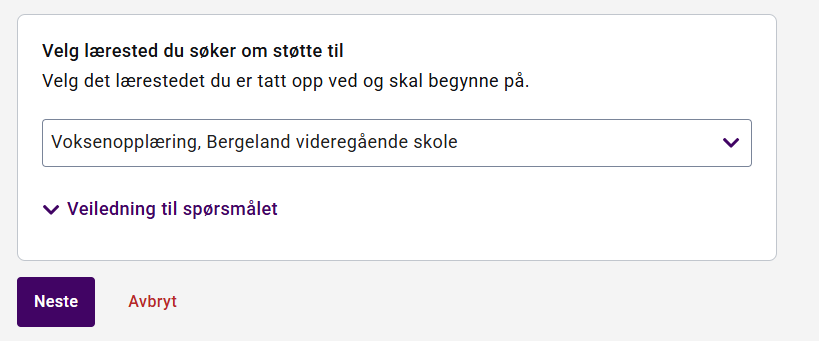 Velg lærested du søker om støtte til
Velg det lærestedet du er tatt opp ved og skal begynne på.
Voksenopplæring, Bergeland videregående skole
Veiledning til spørsmålet
Neste Avbryt